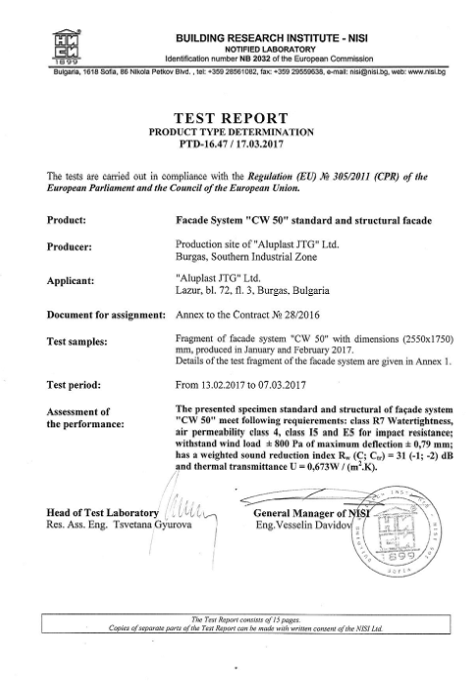 НИСИ
1899
BUILDING RESEARCH INSTITUTE - NISI
NOTIFIED LABORATORY
Identification number NB 2032 of the European Commission
Bulgaria, 1618 Sofia, 86 Nikola Petkov Blvd. , tel: +359 28561082, fax: +359 29559638, e-mail: nisi@nisi.bg, web: www.nisi.bg
TEST REPORT
PRODUCT TYPE DETERMINATION
PTD-16.47 / 17.03.2017
The tests are carried out in compliance with the Regulation (EU) № 305/2011 (CPR) of the
European Parliament and the Council of the European Union.
Product: Facade System "CW 50" standard and structural facade
Producer: Production site of "Aluplast JTG" Ltd.
Burgas, Southern Industrial Zone
Applicant: "Aluplast JTG" Ltd.
Lazur, bl. 72, fl. 3, Burgas, Bulgaria
Document for assignment: Annex to the Contract № 28/2016
Test samples: Fragment of facade system "CW 50" with dimensions (2550x1750)
mm, produced in January and February 2017.
Details of the test fragment of the facade system are given in Annex 1.
Test period: From 13.02.2017 to 07.03.2017
Assessment of The presented specimen standard and structural of façade system
the performance: "CW 50" meet following requierements: class R7 Watertightness,
air permeability class 4, class I5 and E5 for impact resistance;
withstand wind load ± 800 Pa of maximum deflection ± 0,79 mm;
has a weighted sound reduction index Rw (C; Ctr) = 31 (-1; -2) dB
and thermal transmittance U = 0,673W / (m².K).
Head of Test Laboratory General Manager of NISI
Res. Ass. Eng. Tsvetana Gyurova Eng.Vesselin Davidov
НИСИ
1899
SOFIA
The Test Report consists of 15 pages.
Copies of separate parts of the Test Report can be made with written consent of the NISI Ltd.